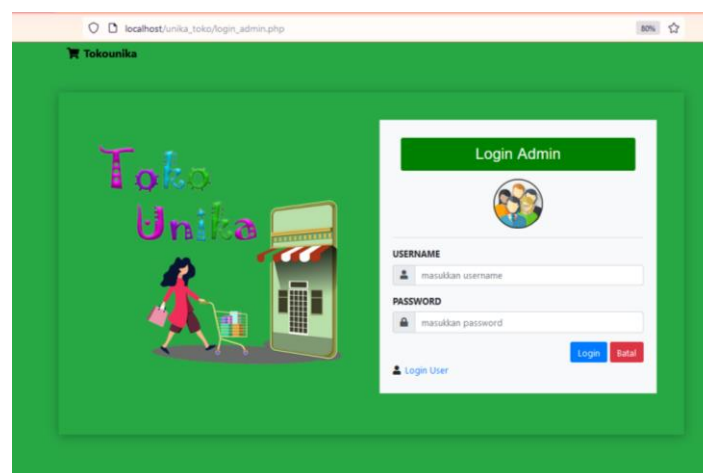 localhost/unika_toko/login_admin.php
80%
Tokounika
Toko
Unika
Login Admin
USERNAME
masukkan username
PASSWORD
masukkan password
Login Batal
Login User